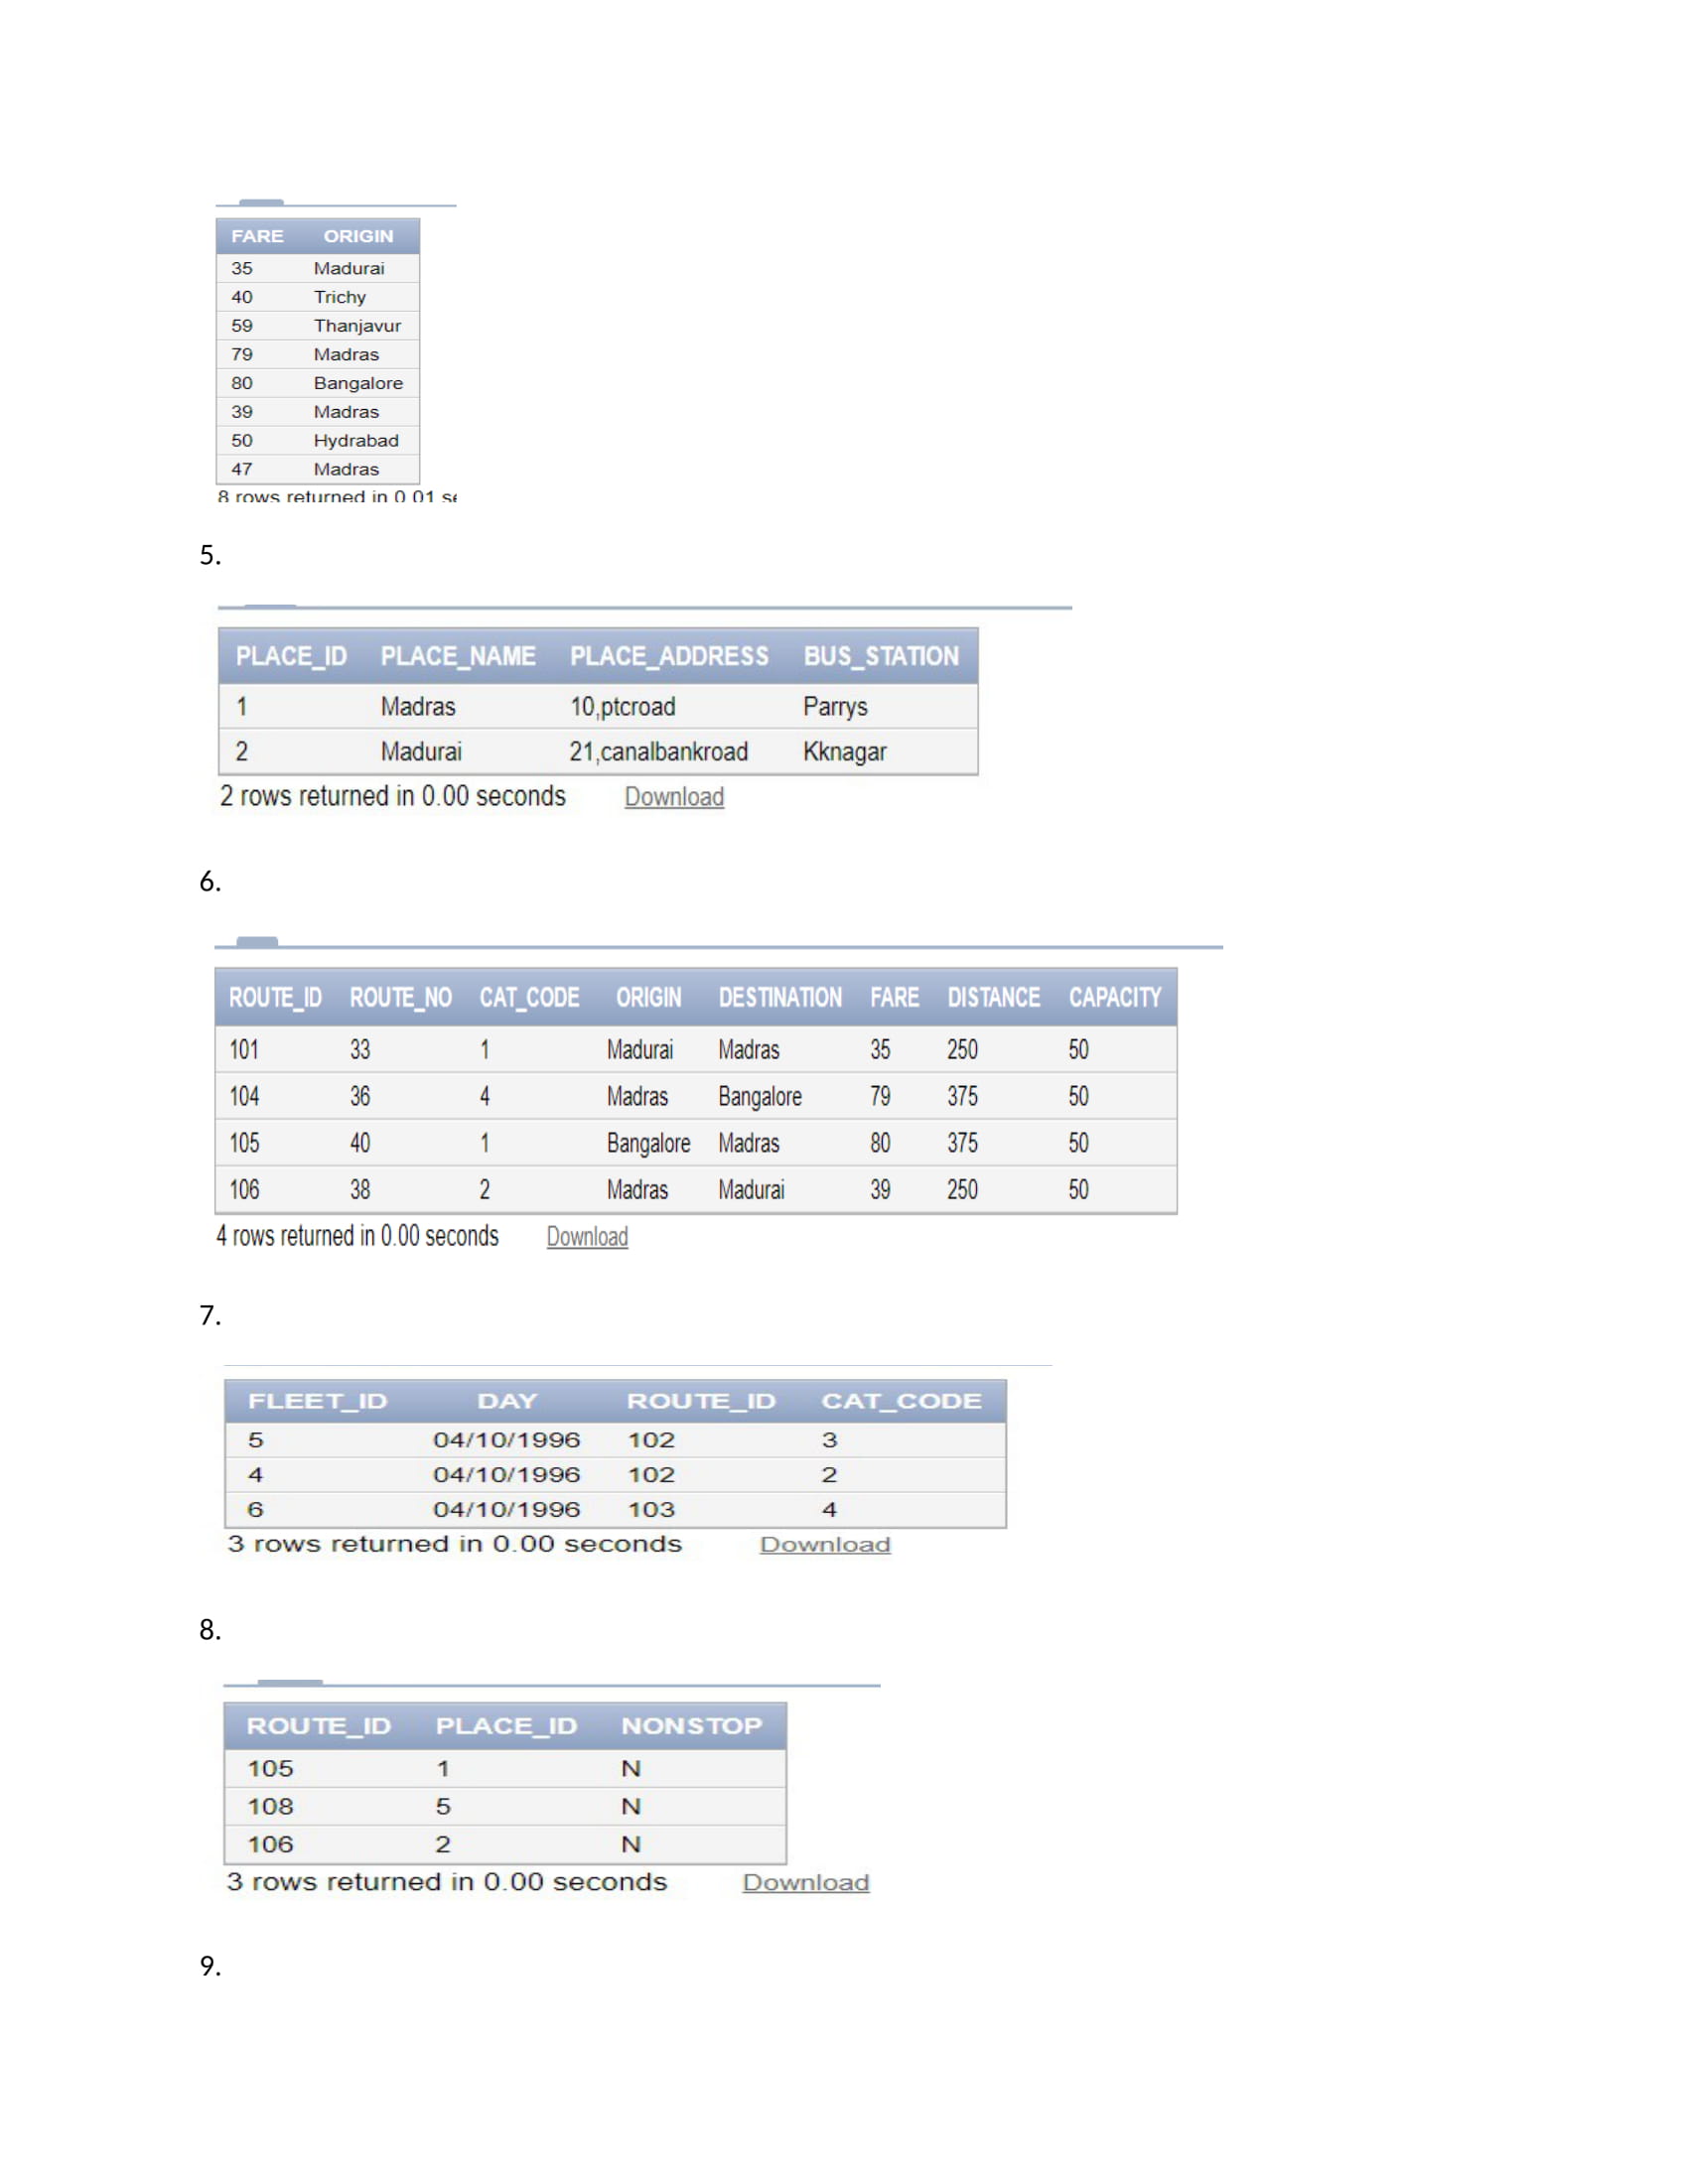 FARE ORIGIN
35 Madurai
40 Trichy
59 Thanjavur
79 Madras
80 Bangalore
39 Madras
50 Hydrabad
47 Madras
8 rows returned in 0.01 se
5.
PLACE_ID PLACE_NAME PLACE_ADDRESS BUS_STATION
1 Madras 10,ptcroad Parrys
2 Madurai 21,canalbankroad Kknagar
2 rows returned in 0.00 seconds Download
6.
ROUTE_ID ROUTE_NO CAT_CODE ORIGIN DESTINATION FARE DISTANCE CAPACITY
101 33 1 Madurai Madras 35 250 50
104 36 4 Madras Bangalore 79 375 50
105 40 1 Bangalore Madras 80 375 50
106 38 2 Madras Madurai 39 250 50
4 rows returned in 0.00 seconds Download
7.
FLEET_ID DAY ROUTE_ID CAT_CODE
5 04/10/1996 102 3
4 04/10/1996 102 2
6 04/10/1996 103 4
3 rows returned in 0.00 seconds Download
8.
ROUTE_ID PLACE_ID NONSTOP
105 1 N
108 5 N
106 2 N
3 rows returned in 0.00 seconds Download
9.